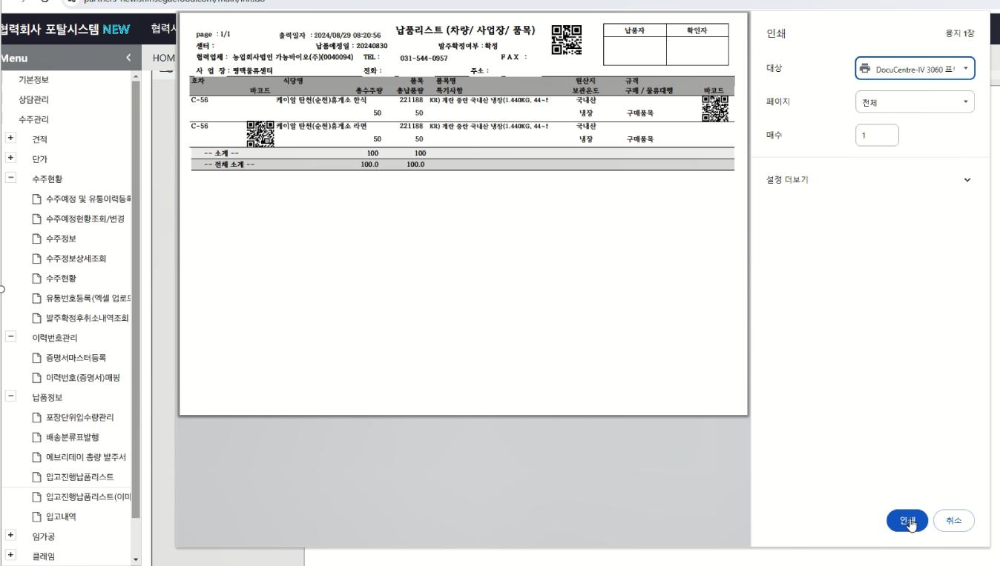 partners-new.shinsegaefood.com/main/init.do
협력회사 포탈시스템 NEW
협력사
Menu
HOM
기본정보
상담관리
수주관리
견적
단가
수주현황
수주예정 및 유통이력등록
수주예정현황조회/변경
수주정보
수주정보상세조회
수주현황
유통번호등록(엑셀 업로드
발주확정후취소내역조회
이력번호관리
증명서마스터등록
이력번호(증명서)매핑
납품정보
포장단위입수량관리
배송분류표발행
에브리데이 총량 발주서
입고진행납품리스트
입고진행납품리스트(이미
입고내역
임가공
클레임
page : 1/1
출력일자 : 2024/08/29 08:20:56
납품리스트 (차량/ 사업장/ 품목)
납품자 확인자
센터 :
납품예정일 : 20240830
발주확정여부 : 확정
협력업체 : 농업회사법인 가농바이오(주)(0040094) TEL : 031-544-0957 FAX :
사 업 장 : 평택물류센터 전화 : 주소 :
호차 식당명 품목 품목명 원산지 규격
바코드 총수주량 총납품량 특기사항 보관온도 구매 / 물류대행 바코드
C-56 케이알 탄천(순천)휴게소 한식 221188 KR) 계란 중란 국내산 냉장(1.440KG, 44~5 국내산
50 50 냉장 구매품목
C-56 케이알 탄천(순천)휴게소 라면 221188 KR) 계란 중란 국내산 냉장(1.440KG, 44~5 국내산
50 50 냉장 구매품목
-- 소계 -- 100 100
-- 전체 소계 -- 100.0 100.0
인쇄
용지 1장
대상
DocuCentre-IV 3060 프
페이지
전체
매수
1
설정 더보기
인쇄
취소